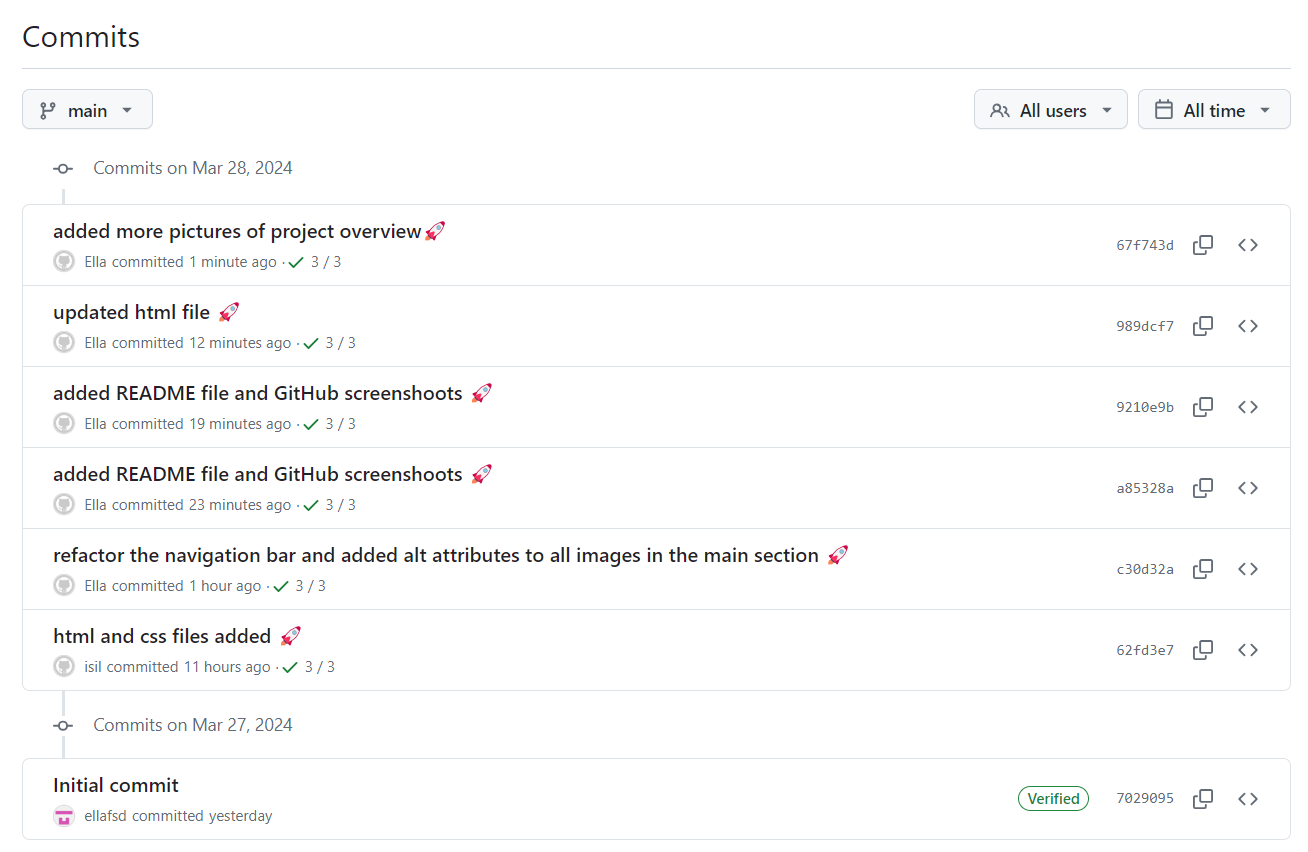 Commits
main
All users
All time
Commits on Mar 28, 2024
added more pictures of project overview🚀
67f743d
Ella committed 1 minute ago · ✓ 3 / 3
updated html file 🚀
989dcf7
Ella committed 12 minutes ago · ✓ 3 / 3
added README file and GitHub screenshoots 🚀
9210e9b
Ella committed 19 minutes ago · ✓ 3 / 3
added README file and GitHub screenshoots 🚀
a85328a
Ella committed 23 minutes ago · ✓ 3 / 3
refactor the navigation bar and added alt attributes to all images in the main section 🚀
c30d32a
Ella committed 1 hour ago · ✓ 3 / 3
html and css files added 🚀
62fd3e7
isil committed 11 hours ago · ✓ 3 / 3
Commits on Mar 27, 2024
Initial commit
Verified
7029095
ellafsd committed yesterday